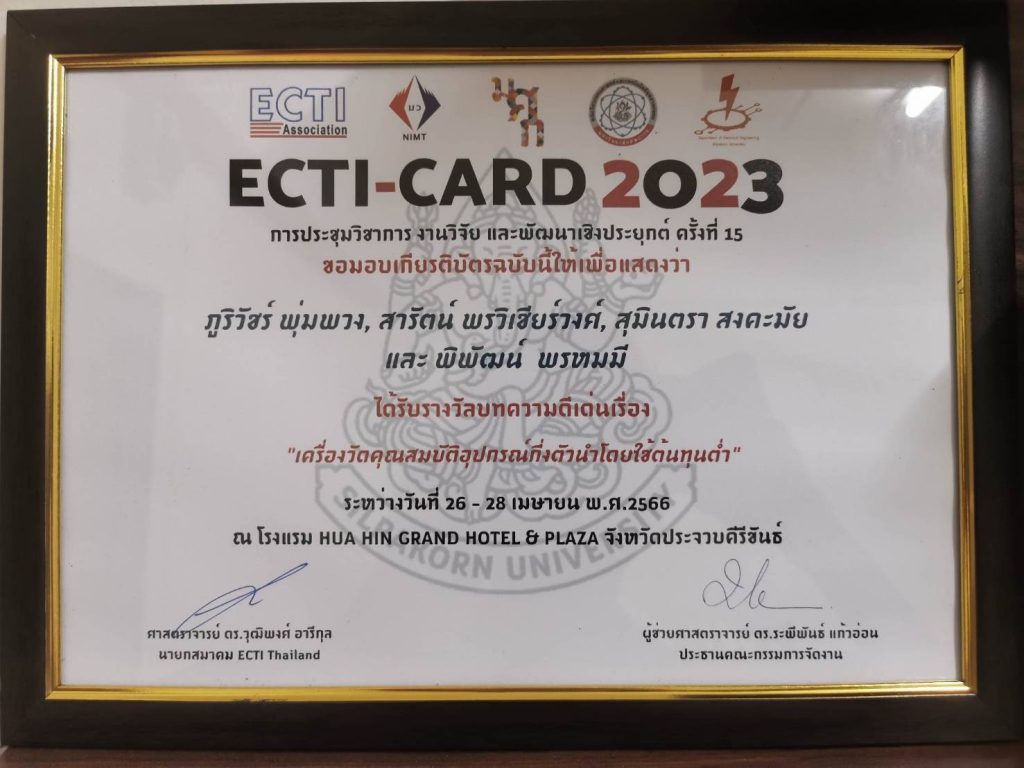 ECTI
Association
มว
NIMT
มศก
ECTI-CARD 2023
การประชุมวิชาการ งานวิจัย และพัฒนาเชิงประยุกต์ ครั้งที่ 15
ขอมอบเกียรติบัตรฉบับนี้ให้เพื่อแสดงว่า
ภูริวัชร์ พุ่มพวง, สารัตน์ พรวิเชียร์วงศ์, สุมินตรา สงคะมัย
และ พิพัฒน์ พรหมมี
ได้รับรางวัลบทความดีเด่นเรื่อง
"เครื่องวัดคุณสมบัติอุปกรณ์กึ่งตัวนำโดยใช้ต้นทุนต่ำ"
ระหว่างวันที่ 26 - 28 เมษายน พ.ศ.2566
ณ โรงแรม HUA HIN GRAND HOTEL & PLAZA จังหวัดประจวบคีรีขันธ์
SILPAKORN UNIVERSITY
ศาสตราจารย์ ดร.วุฒิพงศ์ อารีกุล
นายกสมาคม ECTI Thailand
ผู้ช่วยศาสตราจารย์ ดร.ระพีพันธ์ แก้วอ่อน
ประธานคณะกรรมการจัดงาน